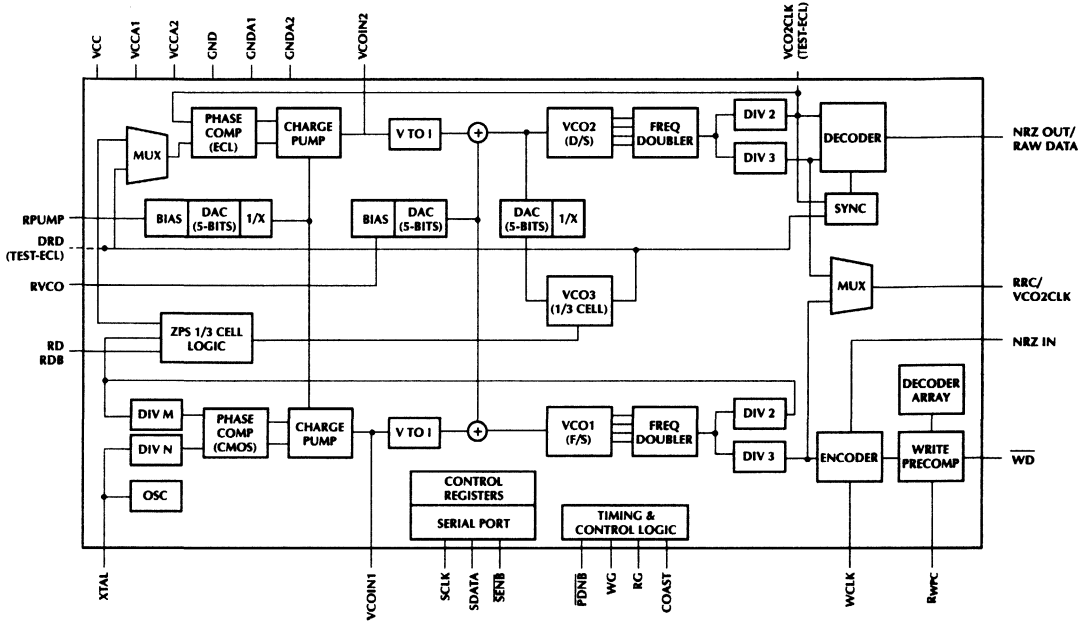 VCC
VCCA1
VCCA2
GND
GNDA1
GNDA2
VCOIN2
VCO2CLK
(TEST-ECL)
MUX
PHASE
COMP
(ECL)
CHARGE
PUMP
V TO I
+
VCO2
(D/S)
FREQ
DOUBLER
DIV 2
DIV 3
DECODER
NRZ OUT/
RAW DATA
RPUMP
BIAS
DAC
(5-BITS)
1/X
BIAS
DAC
(5-BITS)
DAC
(5-BITS)
1/X
SYNC
DRD
(TEST-ECL)
RVCO
VCO3
(1/3 CELL)
MUX
RRC/
VCO2CLK
ZPS 1/3 CELL
LOGIC
RD
RDB
NRZ IN
DECODER
ARRAY
DIV M
DIV N
PHASE
COMP
(CMOS)
CHARGE
PUMP
V TO I
+
VCO1
(F/S)
FREQ
DOUBLER
DIV 2
DIV 3
ENCODER
WRITE
PRECOMP
WD
OSC
CONTROL
REGISTERS
SERIAL PORT
TIMING &
CONTROL LOGIC
XTAL
VCOIN1
SCLK
SDATA
SENB
PDNB
WG
RG
COAST
WCLK
RWPC